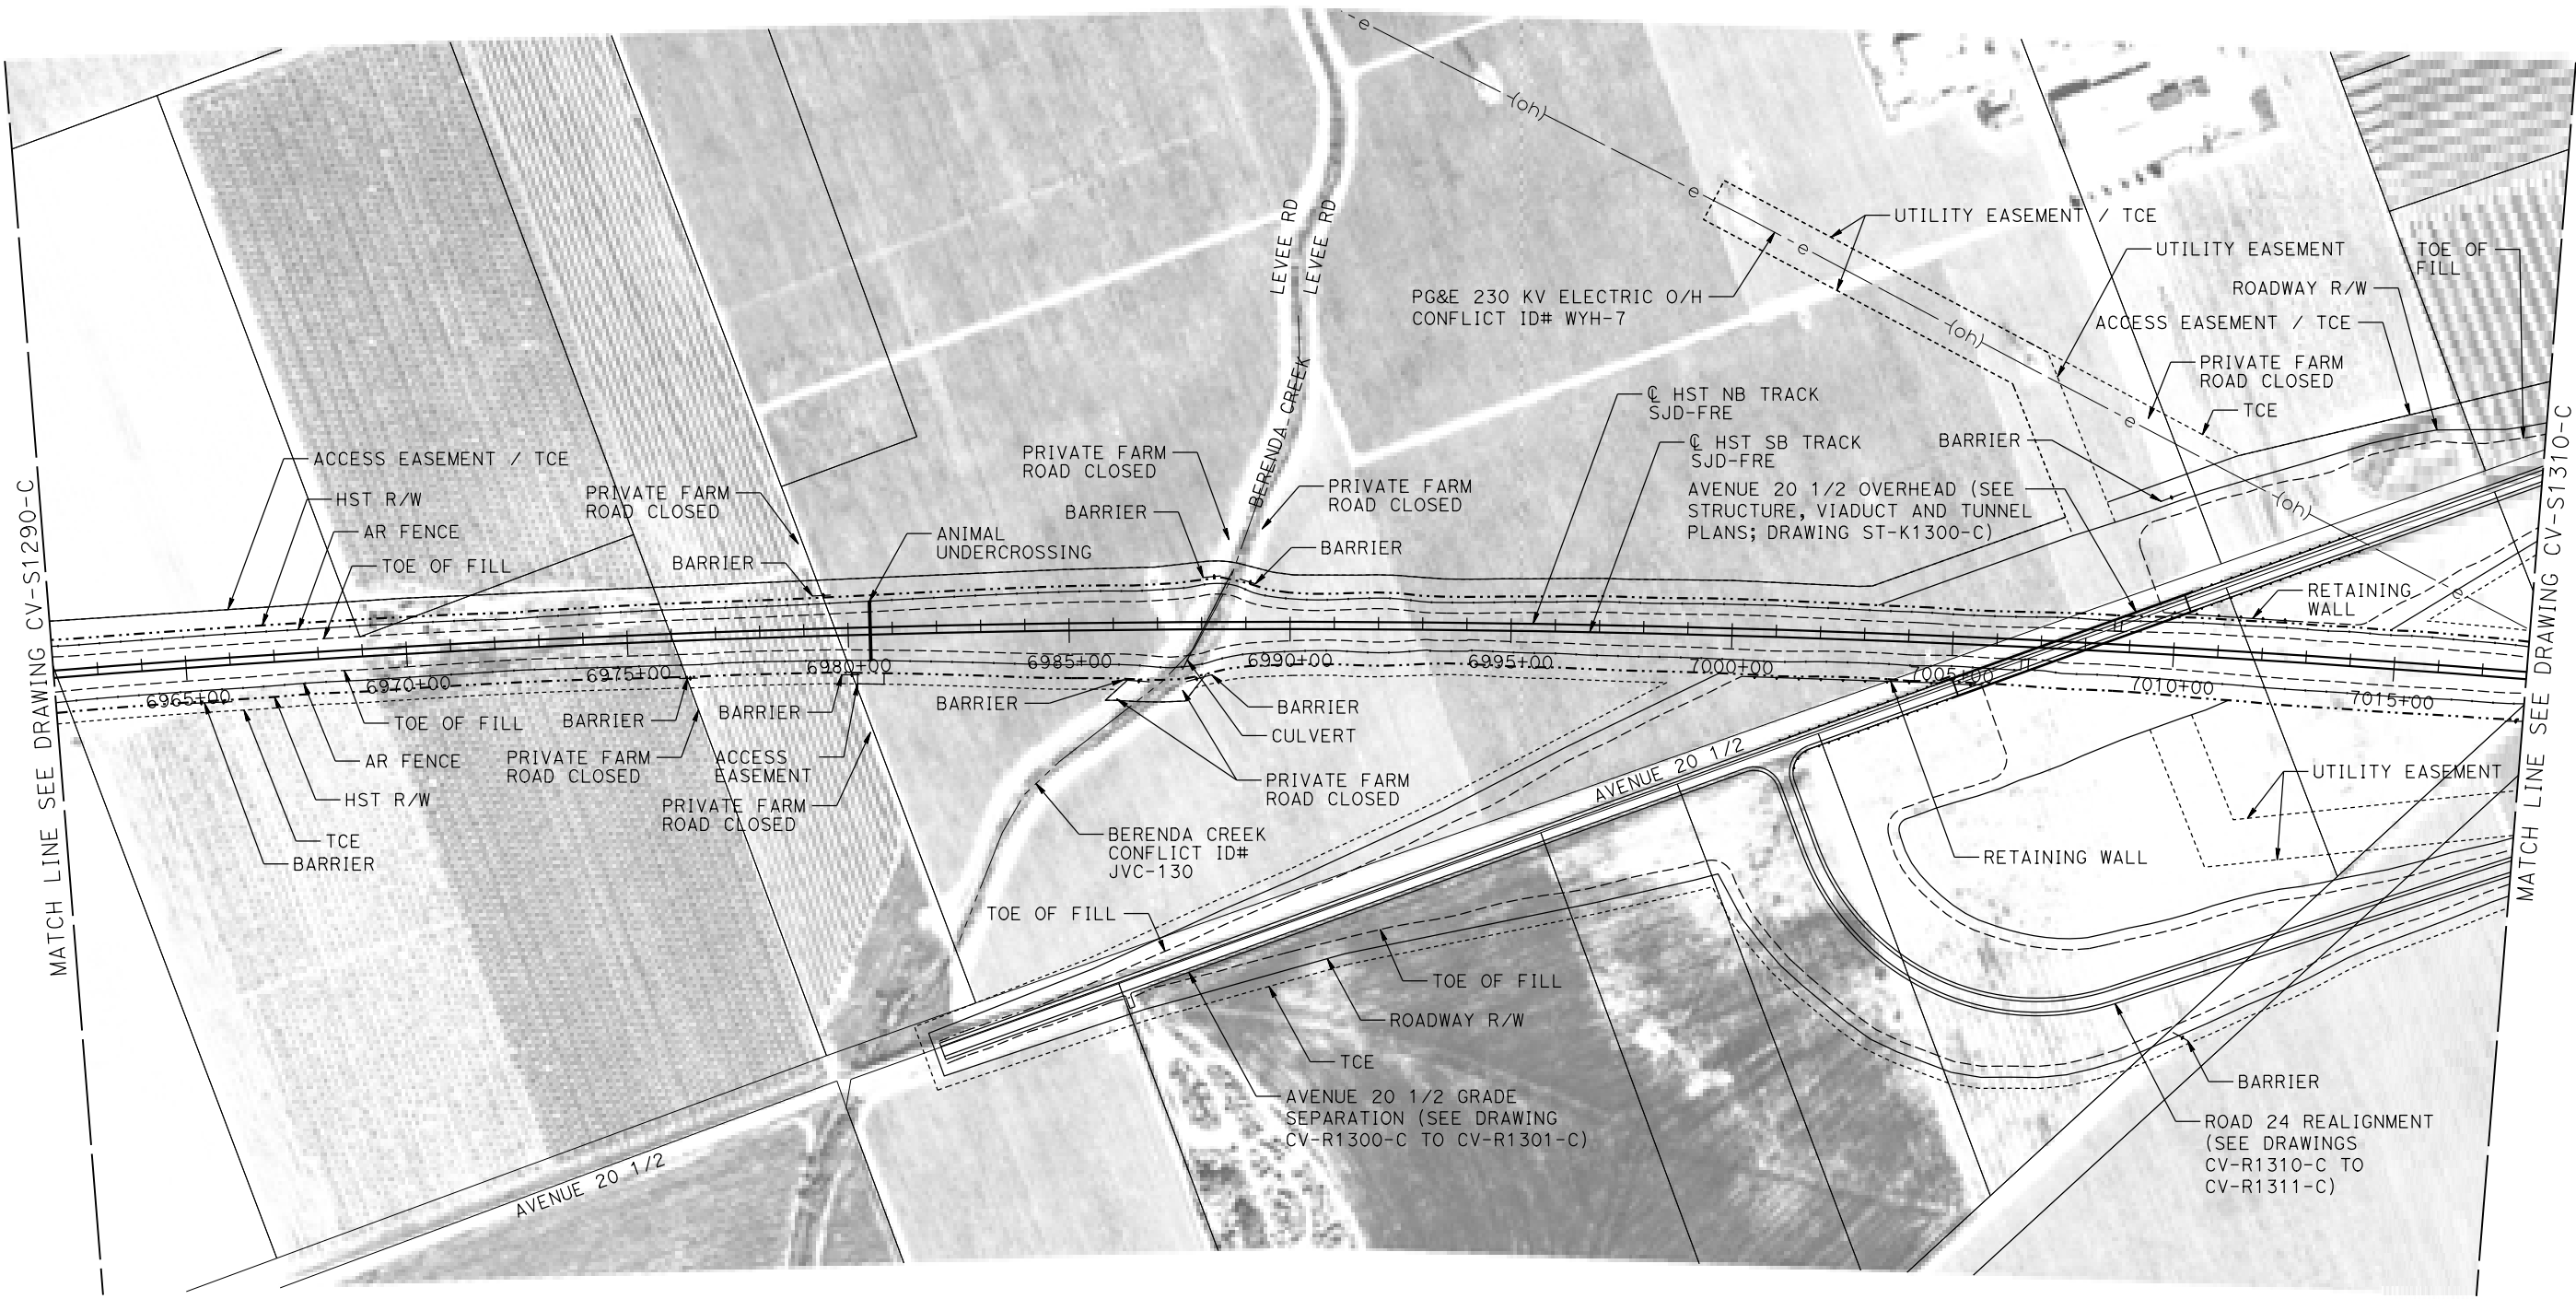 MATCH LINE SEE DRAWING CV-S1290-C
ACCESS EASEMENT / TCE
HST R/W
AR FENCE
TOE OF FILL
6965+00
6970+00
6975+00
6980+00
6985+00
6990+00
6995+00
7000+00
7005+00
7010+00
7015+00
TOE OF FILL
AR FENCE
HST R/W
TCE
BARRIER
PRIVATE FARM
ROAD CLOSED
BARRIER
BARRIER
PRIVATE FARM
ROAD CLOSED
BARRIER
ACCESS
EASEMENT
PRIVATE FARM
ROAD CLOSED
ANIMAL
UNDERCROSSING
LEVEE RD
LEVEE RD
BERENDA CREEK
PRIVATE FARM
ROAD CLOSED
BARRIER
PRIVATE FARM
ROAD CLOSED
BARRIER
BARRIER
BARRIER
CULVERT
PRIVATE FARM
ROAD CLOSED
BERENDA CREEK
CONFLICT ID#
JVC-130
e
(oh)
e
e
(oh)
e
(oh)
e
PG&E 230 KV ELECTRIC O/H
CONFLICT ID# WYH-7
UTILITY EASEMENT / TCE
UTILITY EASEMENT
TOE OF
FILL
ROADWAY R/W
ACCESS EASEMENT / TCE
PRIVATE FARM
ROAD CLOSED
TCE
BARRIER
℄ HST NB TRACK
SJD-FRE
℄ HST SB TRACK
SJD-FRE
AVENUE 20 1/2 OVERHEAD (SEE
STRUCTURE, VIADUCT AND TUNNEL
PLANS; DRAWING ST-K1300-C)
RETAINING
WALL
UTILITY EASEMENT
RETAINING WALL
AVENUE 20 1/2
TOE OF FILL
TOE OF FILL
ROADWAY R/W
TCE
AVENUE 20 1/2 GRADE
SEPARATION (SEE DRAWING
CV-R1300-C TO CV-R1301-C)
BARRIER
ROAD 24 REALIGNMENT
(SEE DRAWINGS
CV-R1310-C TO
CV-R1311-C)
AVENUE 20 1/2
MATCH LINE SEE DRAWING CV-S1310-C